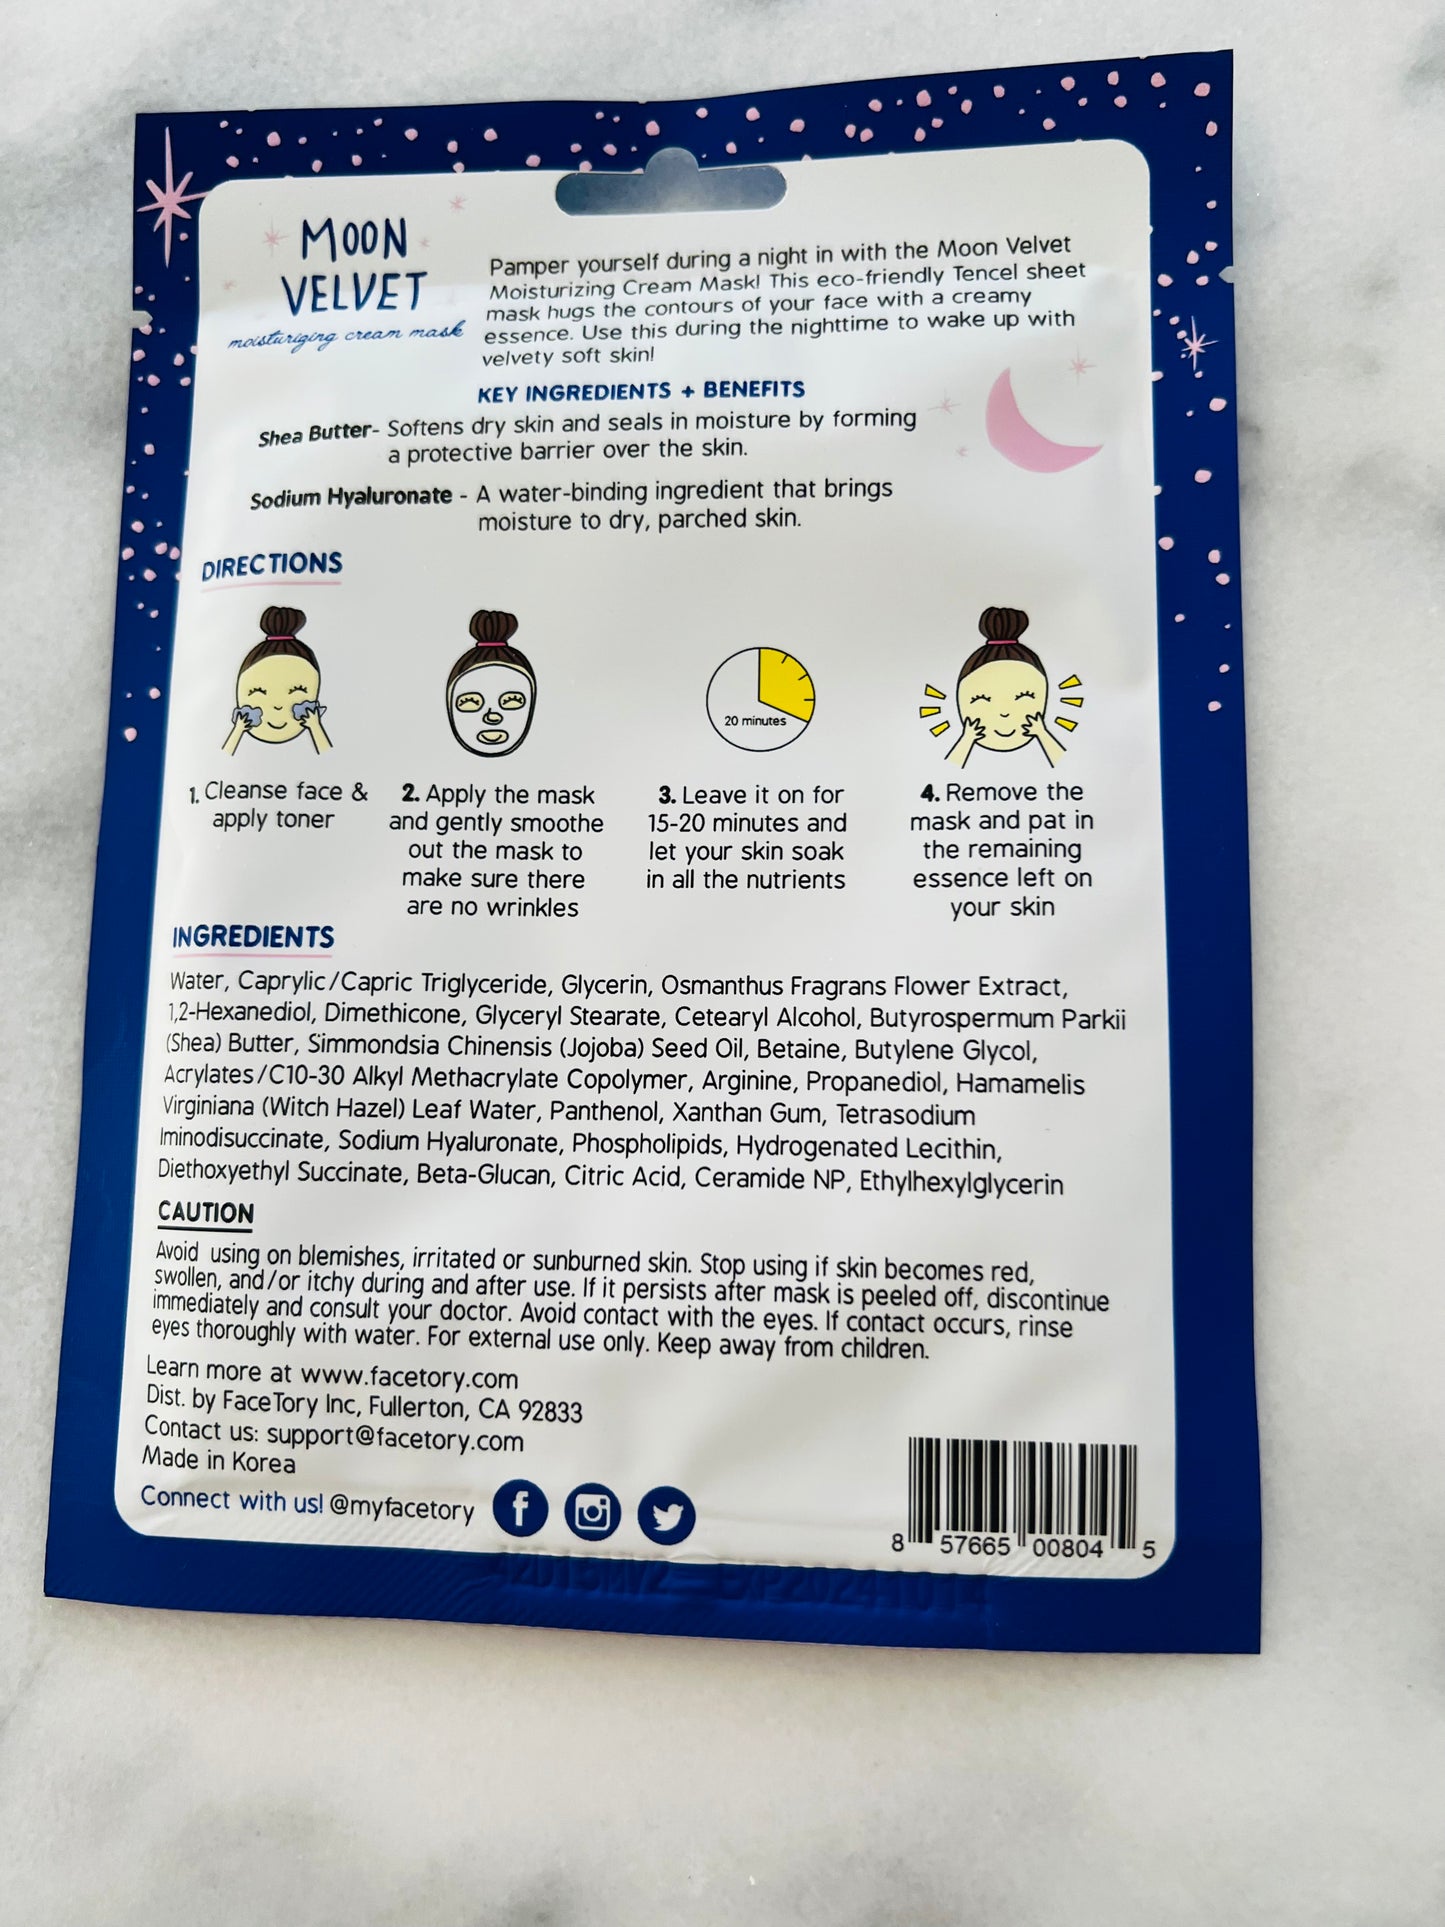 MOON
VELVET
moisturizing cream mask
Pamper yourself during a night in with the Moon Velvet
Moisturizing Cream Mask! This eco-friendly Tencel sheet
mask hugs the contours of your face with a creamy
essence. Use this during the nighttime to wake up with
velvety soft skin!
KEY INGREDIENTS + BENEFITS
Shea Butter- Softens dry skin and seals in moisture by forming
a protective barrier over the skin.
Sodium Hyaluronate - A water-binding ingredient that brings
moisture to dry, parched skin.
DIRECTIONS
20 minutes
1. Cleanse face &
apply toner
2. Apply the mask
and gently smoothe
out the mask to
make sure there
are no wrinkles
3. Leave it on for
15-20 minutes and
let your skin soak
in all the nutrients
4. Remove the
mask and pat in
the remaining
essence left on
your skin
INGREDIENTS
Water, Caprylic/Capric Triglyceride, Glycerin, Osmanthus Fragrans Flower Extract,
1,2-Hexanediol, Dimethicone, Glyceryl Stearate, Cetearyl Alcohol, Butyrospermum Parkii
(Shea) Butter, Simmondsia Chinensis (Jojoba) Seed Oil, Betaine, Butylene Glycol,
Acrylates/C10-30 Alkyl Methacrylate Copolymer, Arginine, Propanediol, Hamamelis
Virginiana (Witch Hazel) Leaf Water, Panthenol, Xanthan Gum, Tetrasodium
Iminodisuccinate, Sodium Hyaluronate, Phospholipids, Hydrogenated Lecithin,
Diethoxyethyl Succinate, Beta-Glucan, Citric Acid, Ceramide NP, Ethylhexylglycerin
CAUTION
Avoid using on blemishes, irritated or sunburned skin. Stop using if skin becomes red,
swollen, and/or itchy during and after use. If it persists after mask is peeled off, discontinue
immediately and consult your doctor. Avoid contact with the eyes. If contact occurs, rinse
eyes thoroughly with water. For external use only. Keep away from children.
Learn more at www.facetory.com
Dist. by FaceTory Inc, Fullerton, CA 92833
Contact us: support@facetory.com
Made in Korea
Connect with us! @myfacetory
8 57665 00804 5
EXP20241014